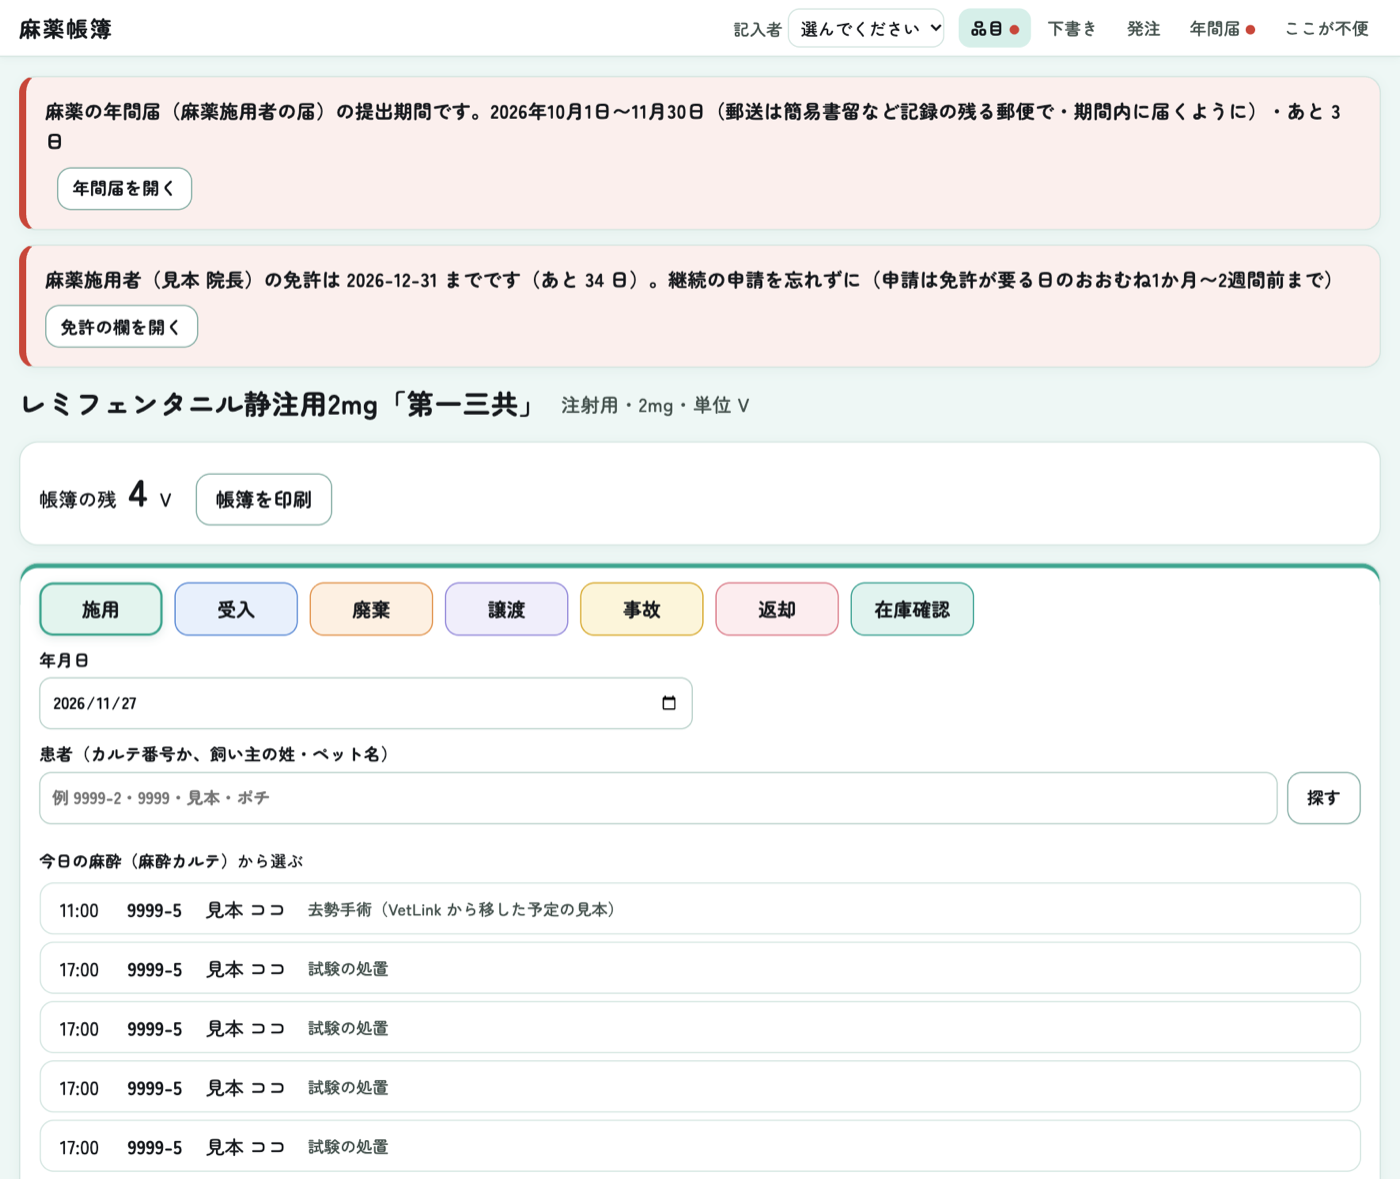 麻薬帳簿
記入者 選んでください 品目 下書き 発注 年間届 ここが不便
麻薬の年間届（麻薬施用者の届）の提出期間です。2026年10月1日〜11月30日（郵送は簡易書留など記録の残る郵便で・期間内に届くように）・あと 3
日
年間届を開く
麻薬施用者（見本 院長）の免許は 2026-12-31 までです（あと 34 日）。継続の申請を忘れずに（申請は免許が要る日のおおむね1か月〜2週間前まで）
免許の欄を開く
レミフェンタニル静注用2mg「第一三共」 注射用・2mg・単位 V
帳簿の残 4 V 帳簿を印刷
施用 受入 廃棄 譲渡 事故 返却 在庫確認
年月日
2026/11/27
患者（カルテ番号か、飼い主の姓・ペット名）
例 9999-2・9999・見本・ポチ 探す
今日の麻酔（麻酔カルテ）から選ぶ
11:00 9999-5 見本 ココ 去勢手術（VetLink から移した予定の見本）
17:00 9999-5 見本 ココ 試験の処置
17:00 9999-5 見本 ココ 試験の処置
17:00 9999-5 見本 ココ 試験の処置
17:00 9999-5 見本 ココ 試験の処置